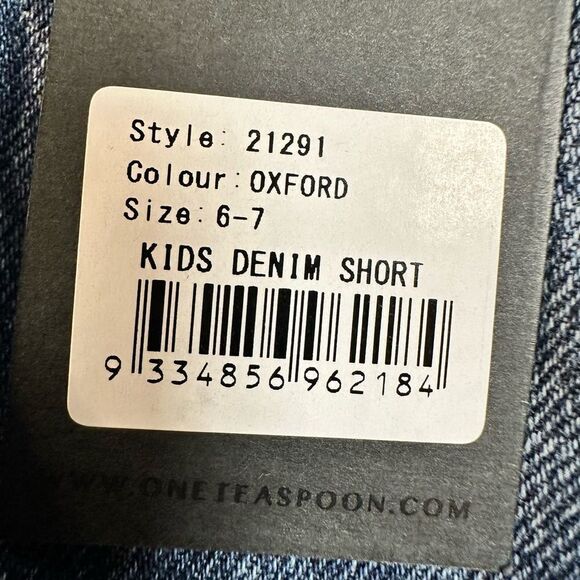 Style: 21291
Colour: OXFORD
Size: 6-7
KIDS DENIM SHORT
9 334856 962184
WWW.ONETEASPOON.COM